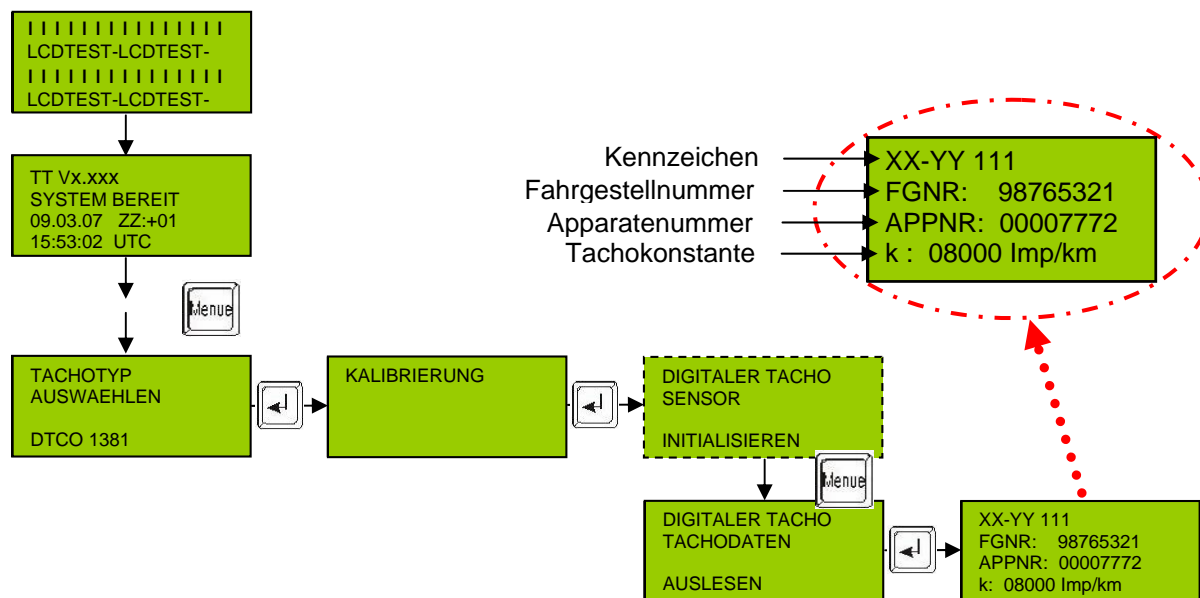 I I I I I I I I I I I I I I I
LCDTEST-LCDTEST-
I I I I I I I I I I I I I I I
LCDTEST-LCDTEST-
TT Vx.xxx
SYSTEM BEREIT
09.03.07 ZZ:+01
15:53:02 UTC
Menue
Kennzeichen
Fahrgestellnummer
Apparatenummer
Tachokonstante
XX-YY 111
FGNR: 98765321
APPNR: 00007772
k : 08000 Imp/km
TACHOTYP
AUSWAEHLEN
DTCO 1381
KALIBRIERUNG
DIGITALER TACHO
SENSOR
INITIALISIEREN
Menue
DIGITALER TACHO
TACHODATEN
AUSLESEN
XX-YY 111
FGNR: 98765321
APPNR: 00007772
k: 08000 Imp/km